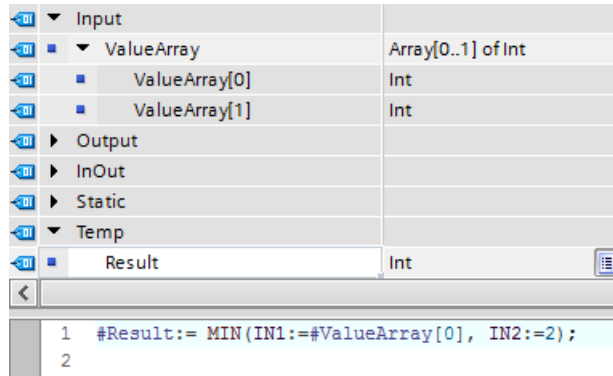 Input
ValueArray Array[0..1] of Int
ValueArray[0] Int
ValueArray[1] Int
Output
InOut
Static
Temp
Result Int
1 #Result:= MIN(IN1:=#ValueArray[0], IN2:=2);
2